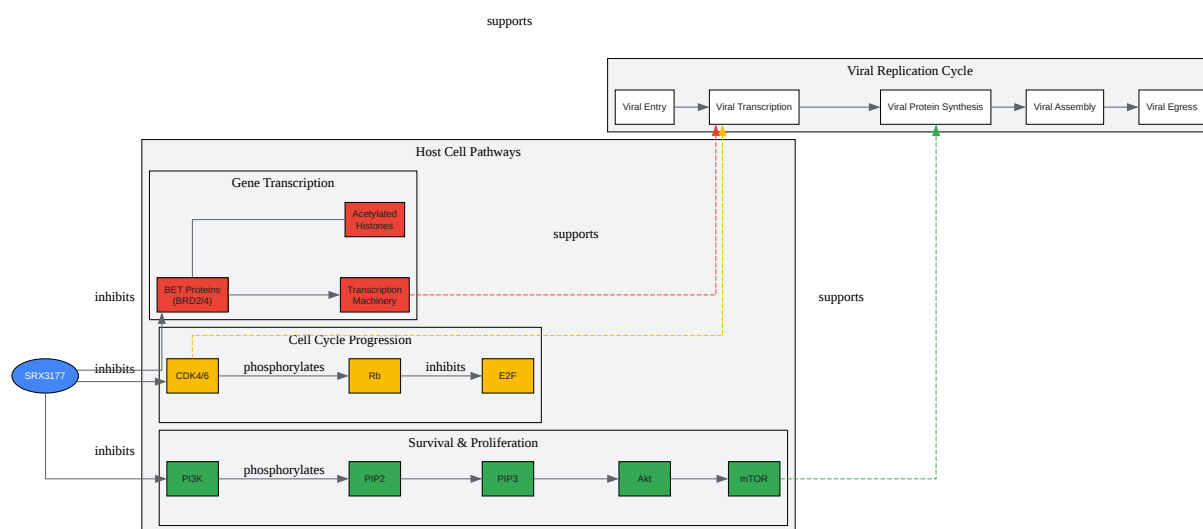 supports
Viral Replication Cycle
Viral Entry
Viral Transcription
Viral Protein Synthesis
Viral Assembly
Viral Egress
Host Cell Pathways
Gene Transcription
Acetylated
Histones
supports
BET Proteins
(BRD2/4)
Transcription
Machinery
inhibits
supports
Cell Cycle Progression
SRX3177
inhibits
CDK4/6
phosphorylates
Rb
inhibits
E2F
Survival & Proliferation
inhibits
PI3K
phosphorylates
PIP2
PIP3
Akt
mTOR